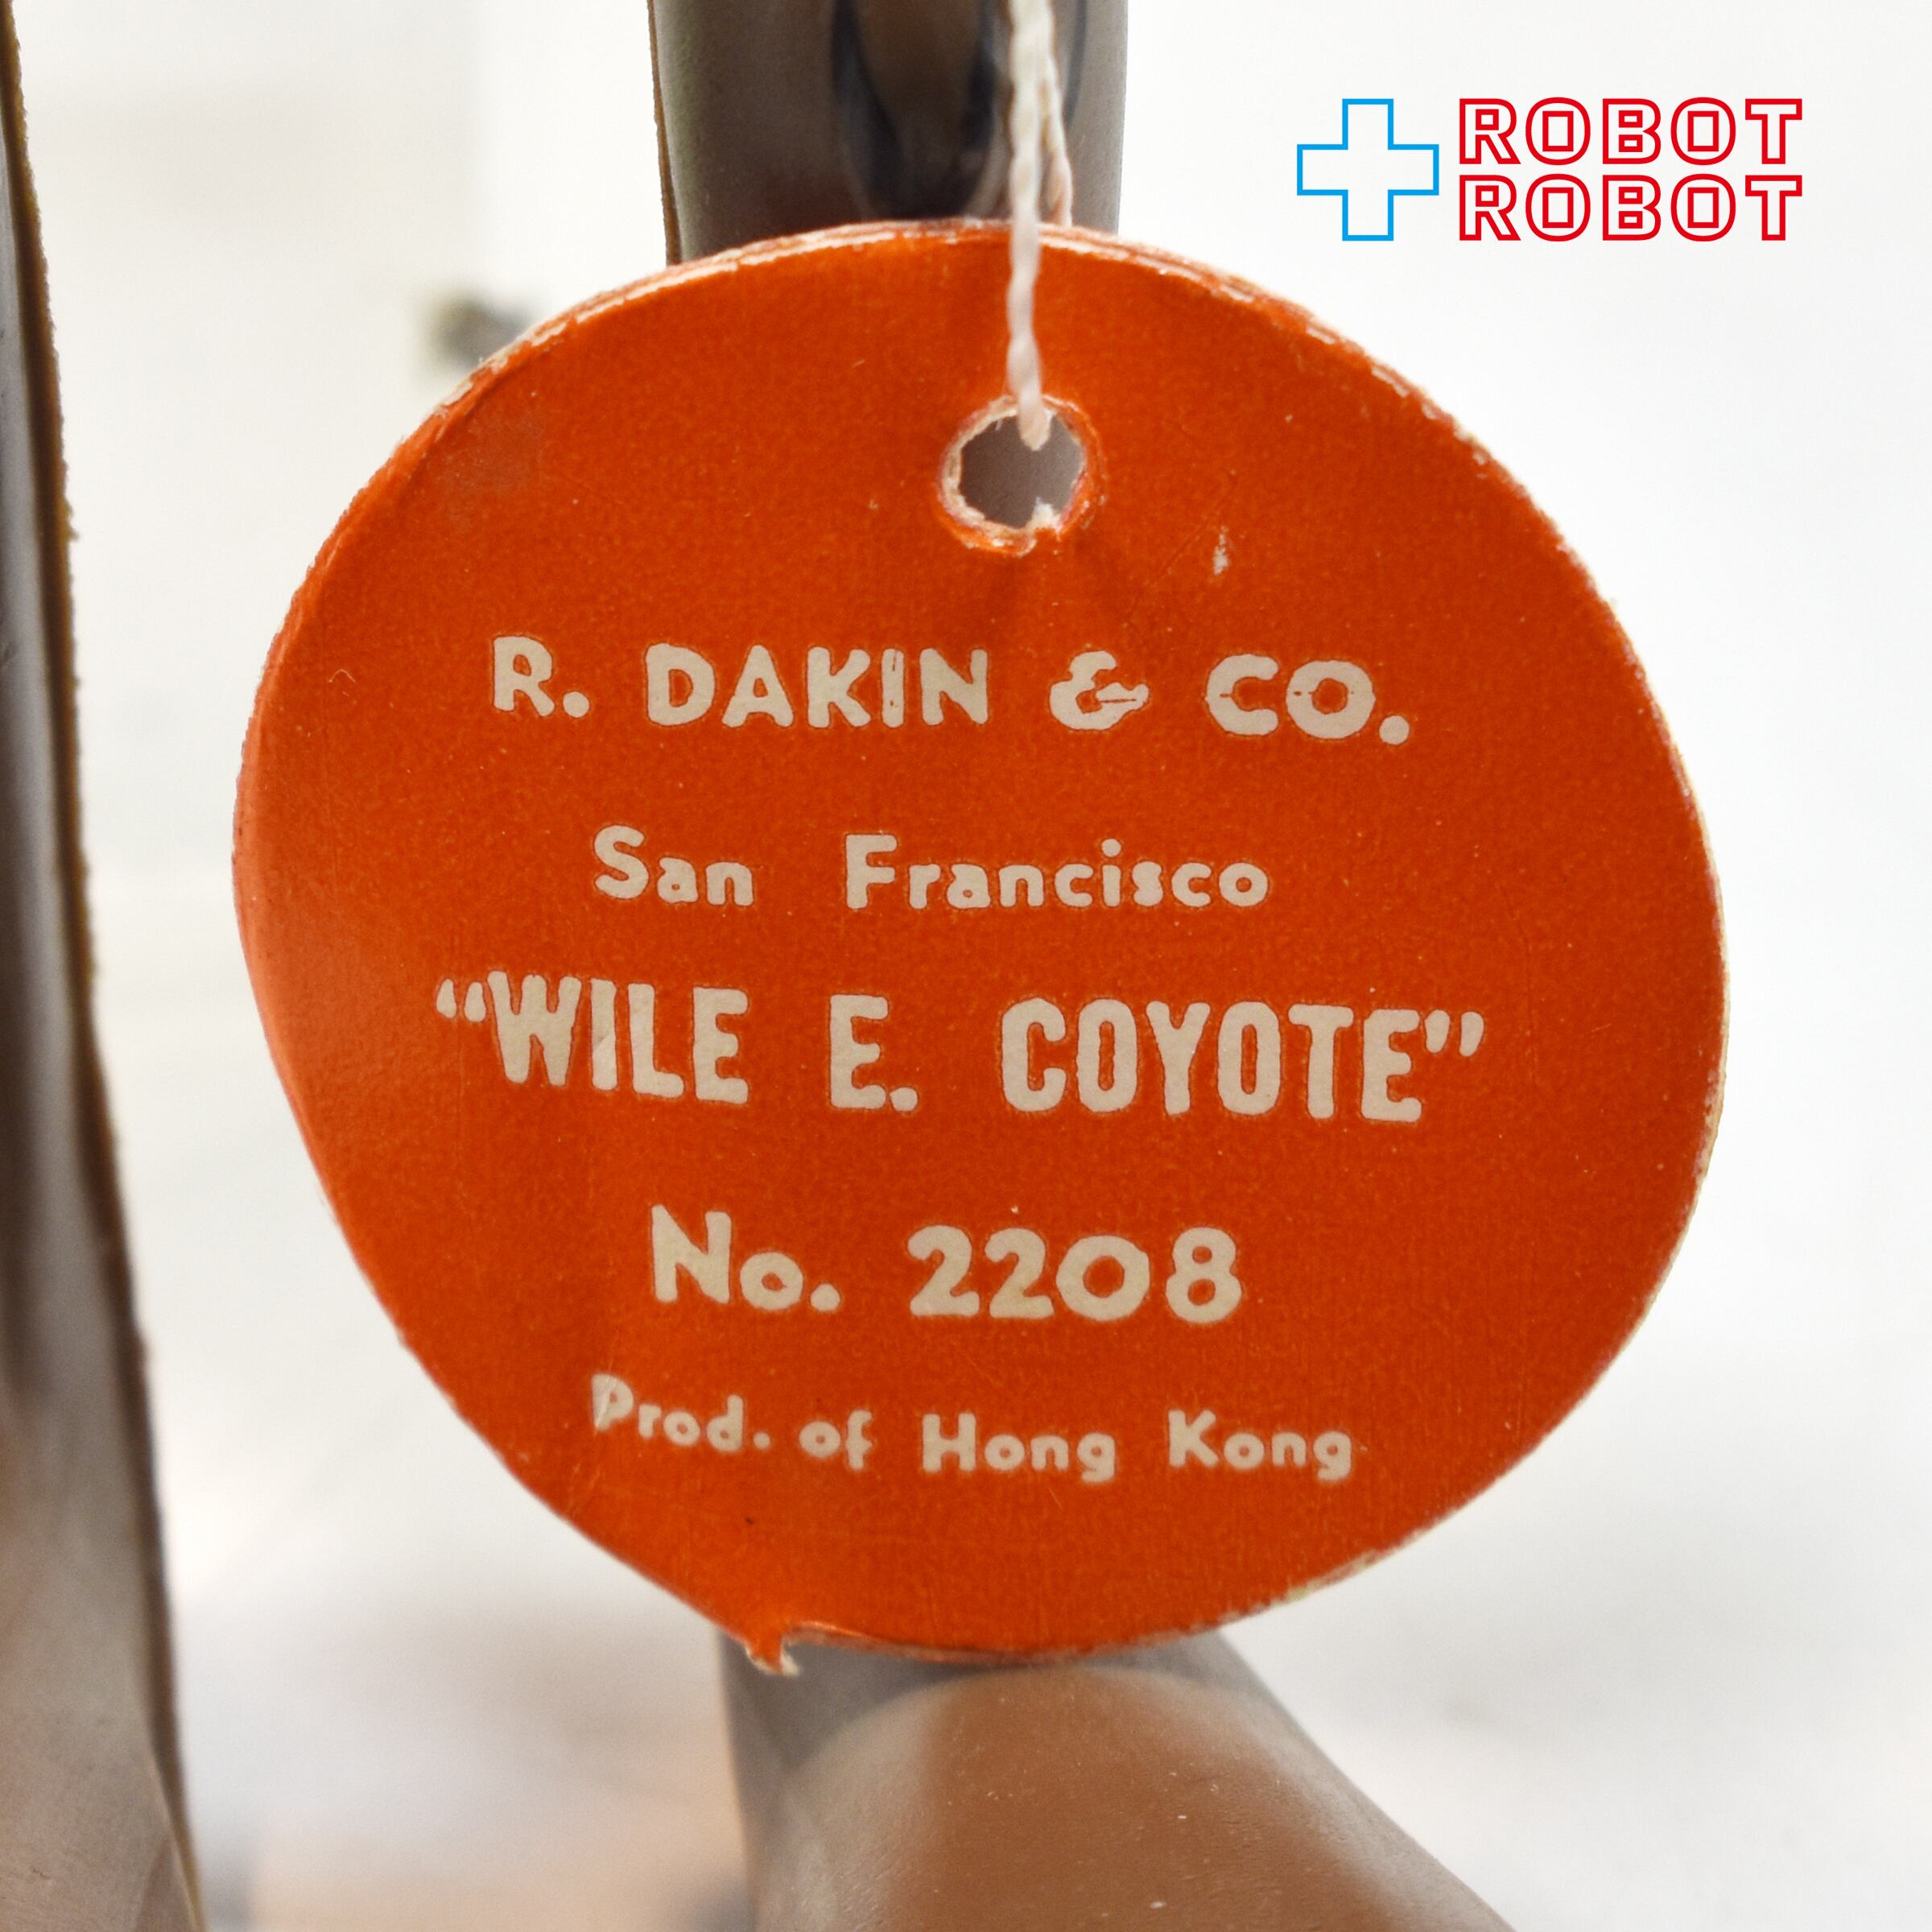 ROBOT
ROBOT
R. DAKIN & CO.
San Francisco
“WILE E. COYOTE”
No. 2208
Prod. of Hong Kong